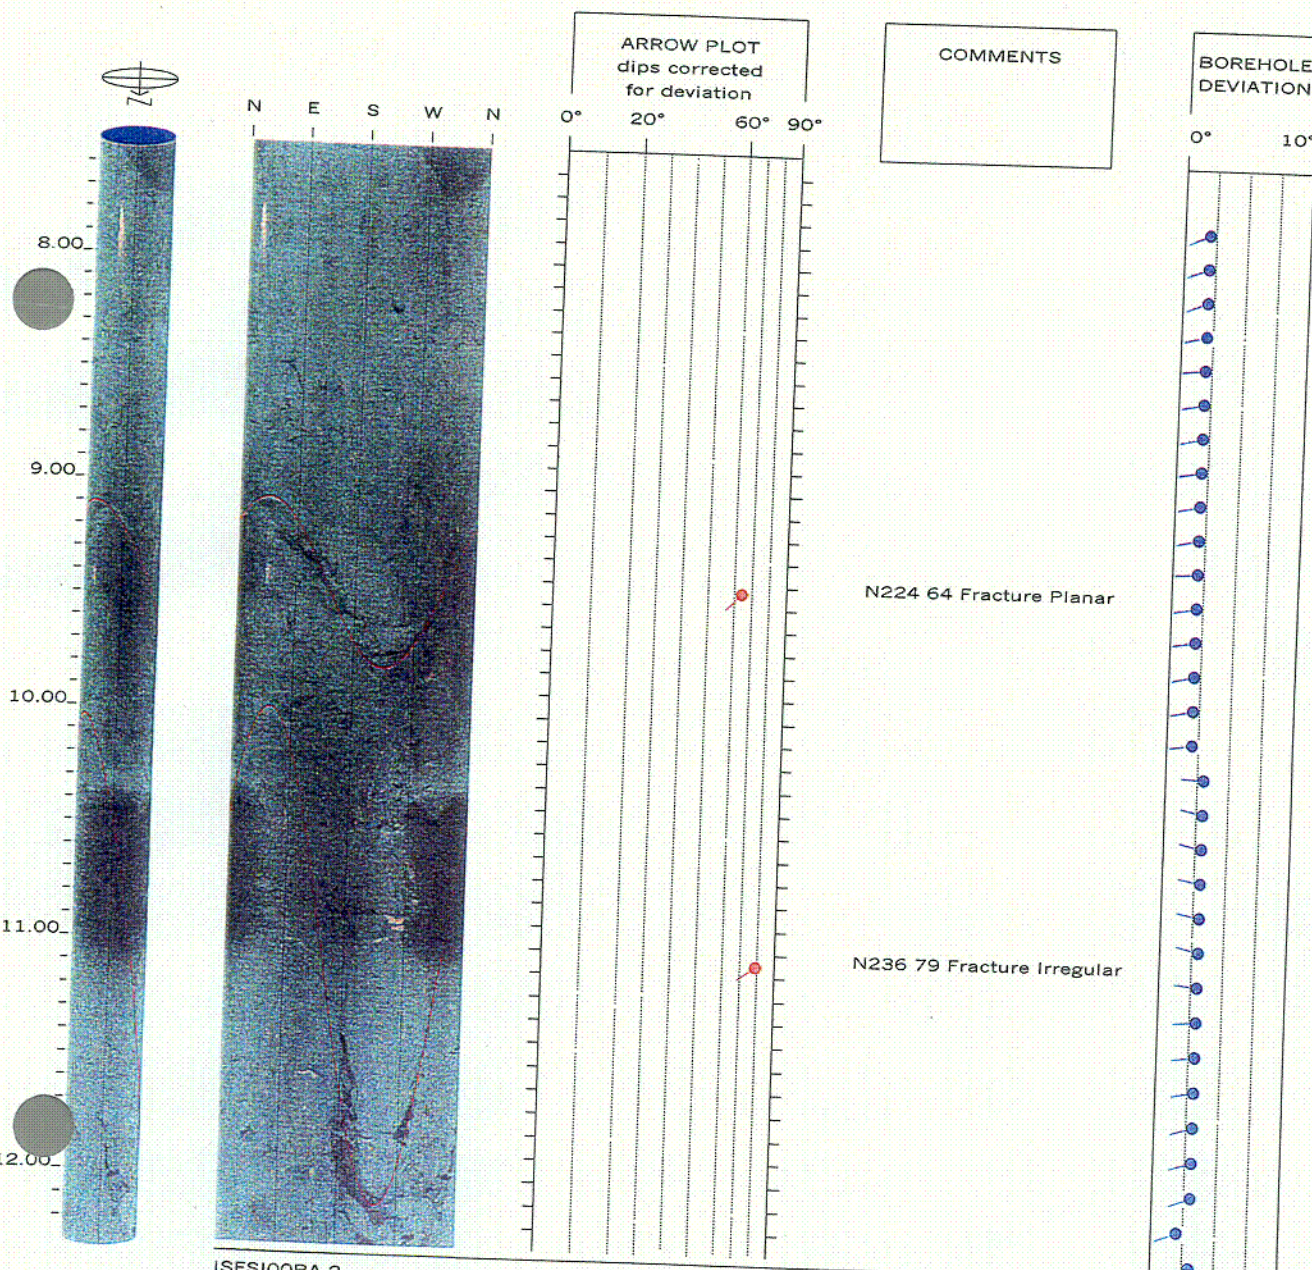 ARROW PLOT
dips corrected
for deviation
0° 20° 60° 90°
COMMENTS
BOREHOLE
DEVIATION
0° 10°
N
N E S W N
8.00
9.00
N224 64 Fracture Planar
10.00
11.00
N236 79 Fracture Irregular
12.00